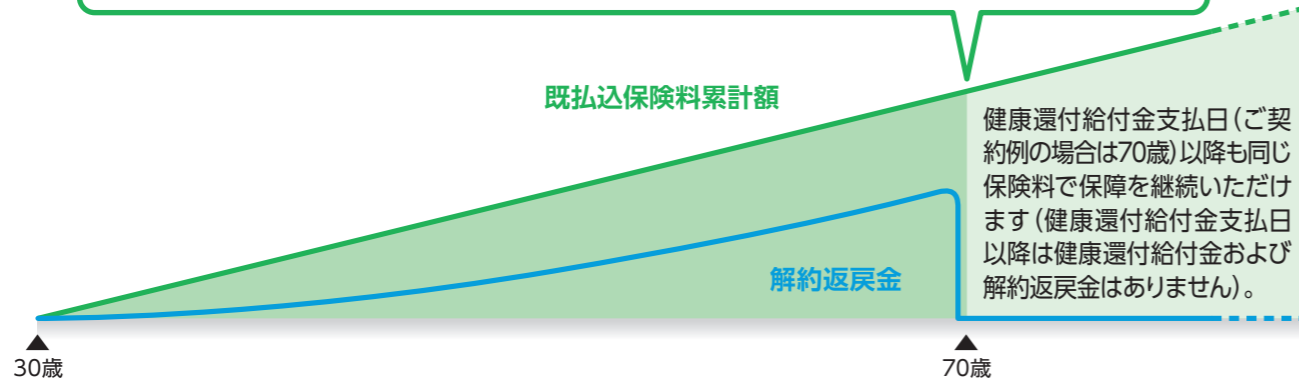 既払込保険料累計額
健康還付給付金支払日(ご契
約例の場合は70歳)以降も同じ
保険料で保障を継続いただけ
ます(健康還付給付金支払日
以降は健康還付給付金および
解約返戻金はありません)。
解約返戻金
30歳
70歳